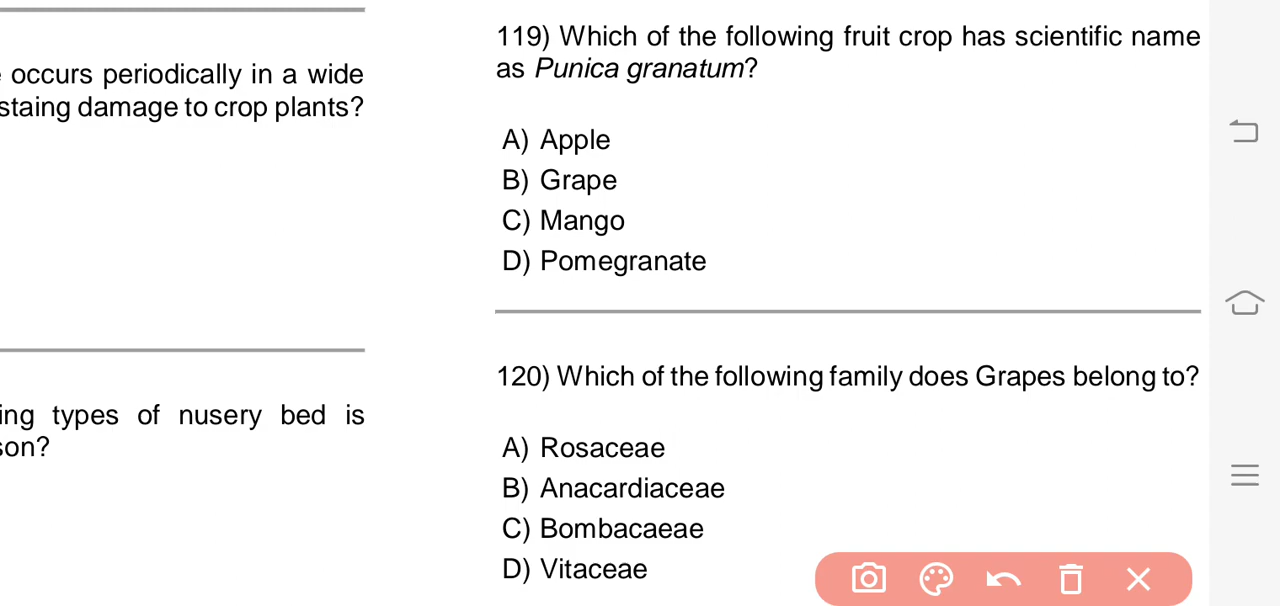 occurs periodically in a wide
staing damage to crop plants?
ing types of nusery bed is
son?
119) Which of the following fruit crop has scientific name
as Punica granatum?
A) Apple
B) Grape
C) Mango
D) Pomegranate
120) Which of the following family does Grapes belong to?
A) Rosaceae
B) Anacardiaceae
C) Bombacaeae
D) Vitaceae